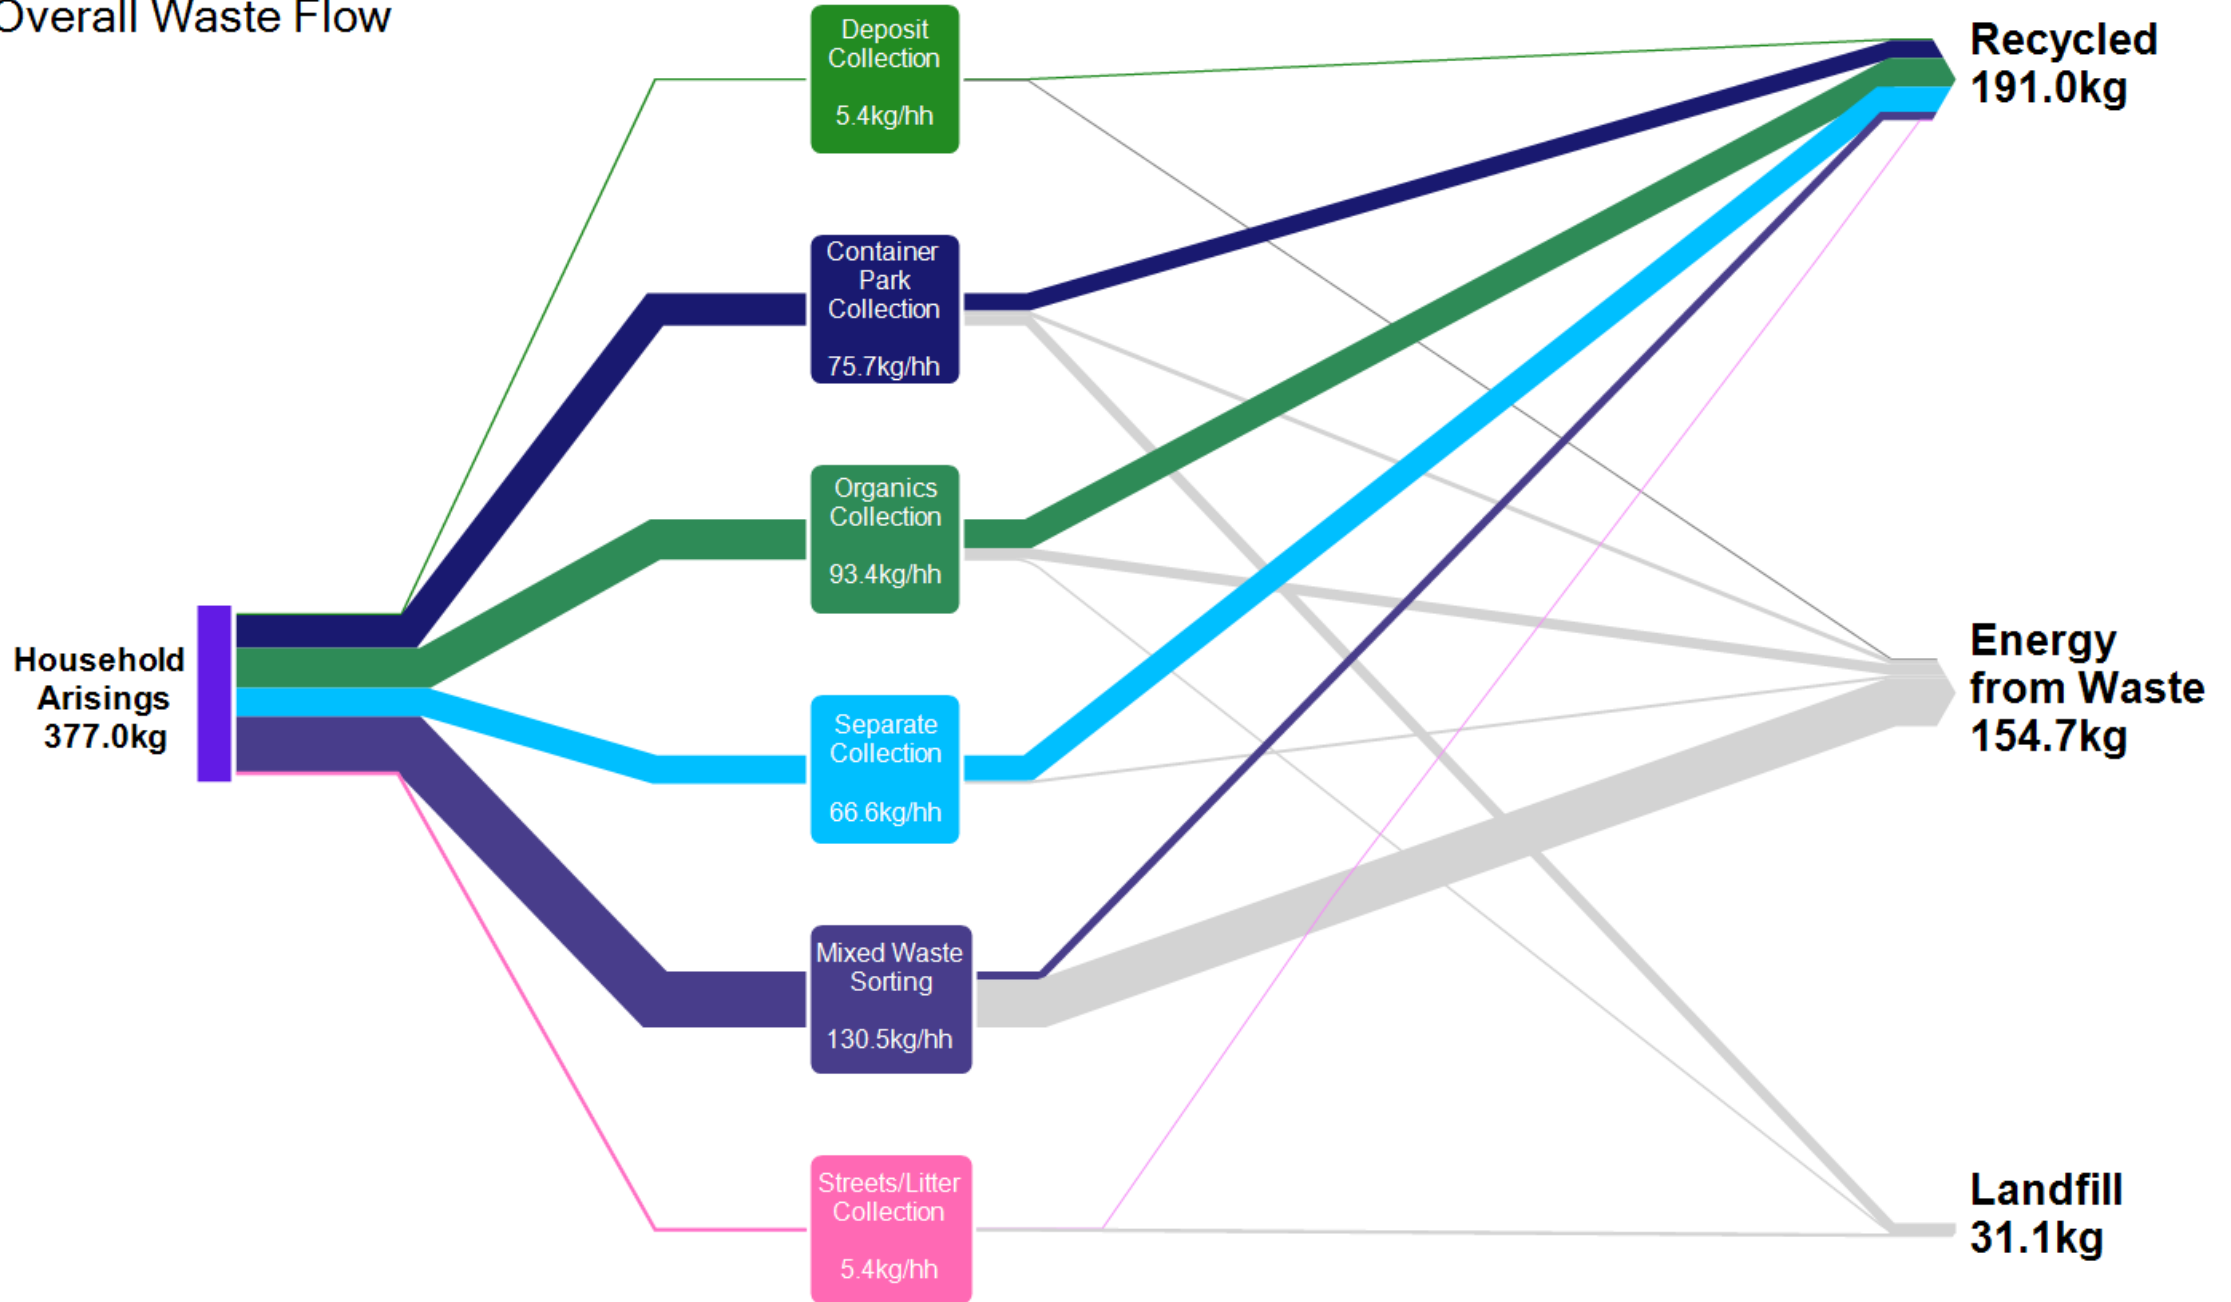 Overall Waste Flow
Deposit
Collection
5.4kg/hh
Container
Park
Collection
75.7kg/hh
Organics
Collection
93.4kg/hh
Separate
Collection
66.6kg/hh
Mixed Waste
Sorting
130.5kg/hh
Streets/Litter
Collection
5.4kg/hh
Household
Arisings
377.0kg
Recycled
191.0kg
Energy
from Waste
154.7kg
Landfill
31.1kg